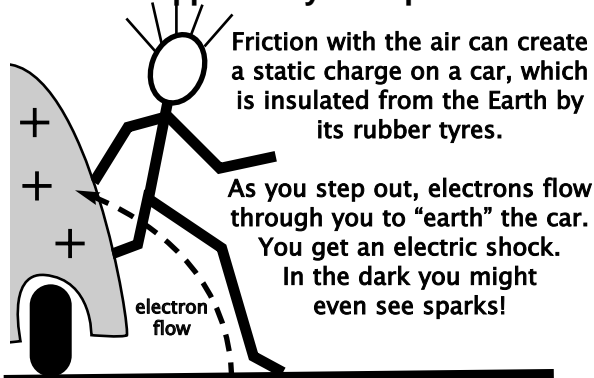 Friction with the air can create
a static charge on a car, which
is insulated from the Earth by
its rubber tyres.
As you step out, electrons flow
through you to “earth” the car.
You get an electric shock.
In the dark you might
even see sparks!
+
+
+
electron
flow